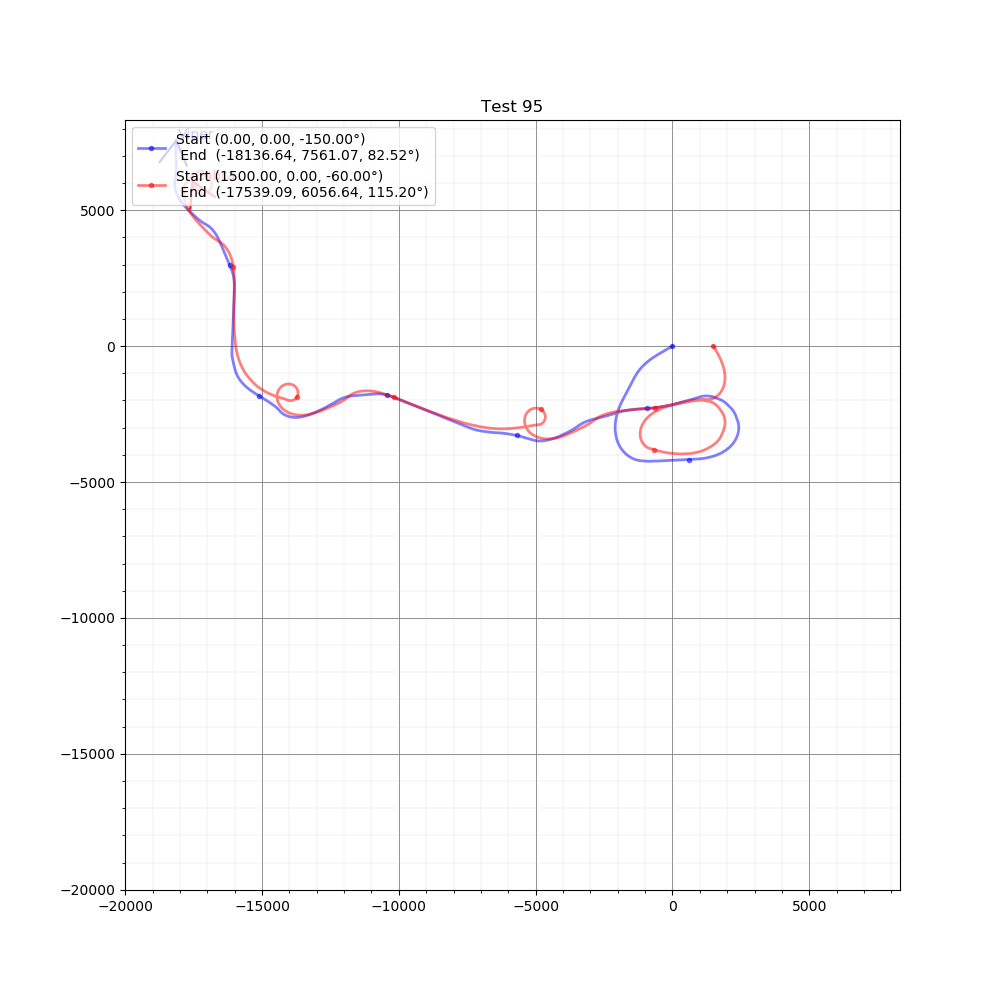 Test 95
Viper
Start (0.00, 0.00, -150.00°)
End (-18136.64, 7561.07, 82.52°)
Start (1500.00, 0.00, -60.00°)
End (-17539.09, 6056.64, 115.20°)
5000
0
−5000
−10000
−15000
−20000
−20000 −15000 −10000 −5000 0 5000